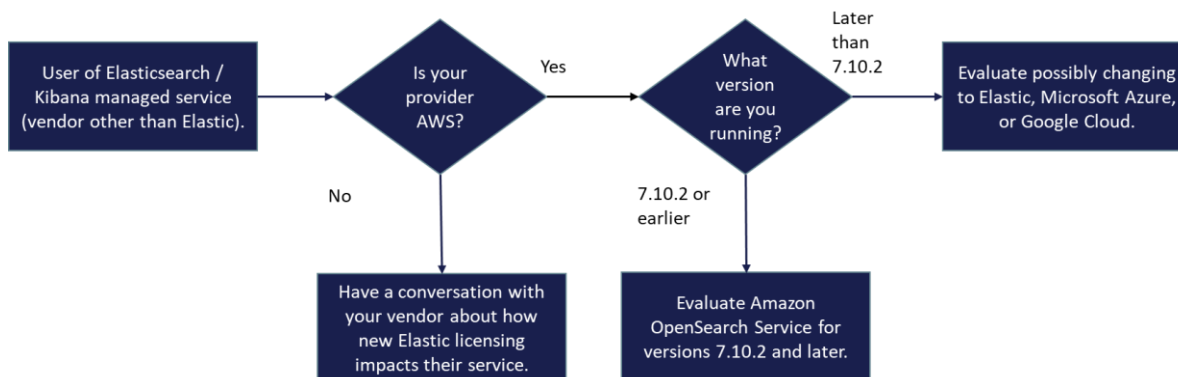 User of Elasticsearch /
Kibana managed service
(vendor other than Elastic).
Is your
provider
AWS?
Yes
What
version
are you
running?
Later
than
7.10.2
Evaluate possibly changing
to Elastic, Microsoft Azure,
or Google Cloud.
No
7.10.2 or
earlier
Have a conversation with
your vendor about how
new Elastic licensing
impacts their service.
Evaluate Amazon
OpenSearch Service for
versions 7.10.2 and later.